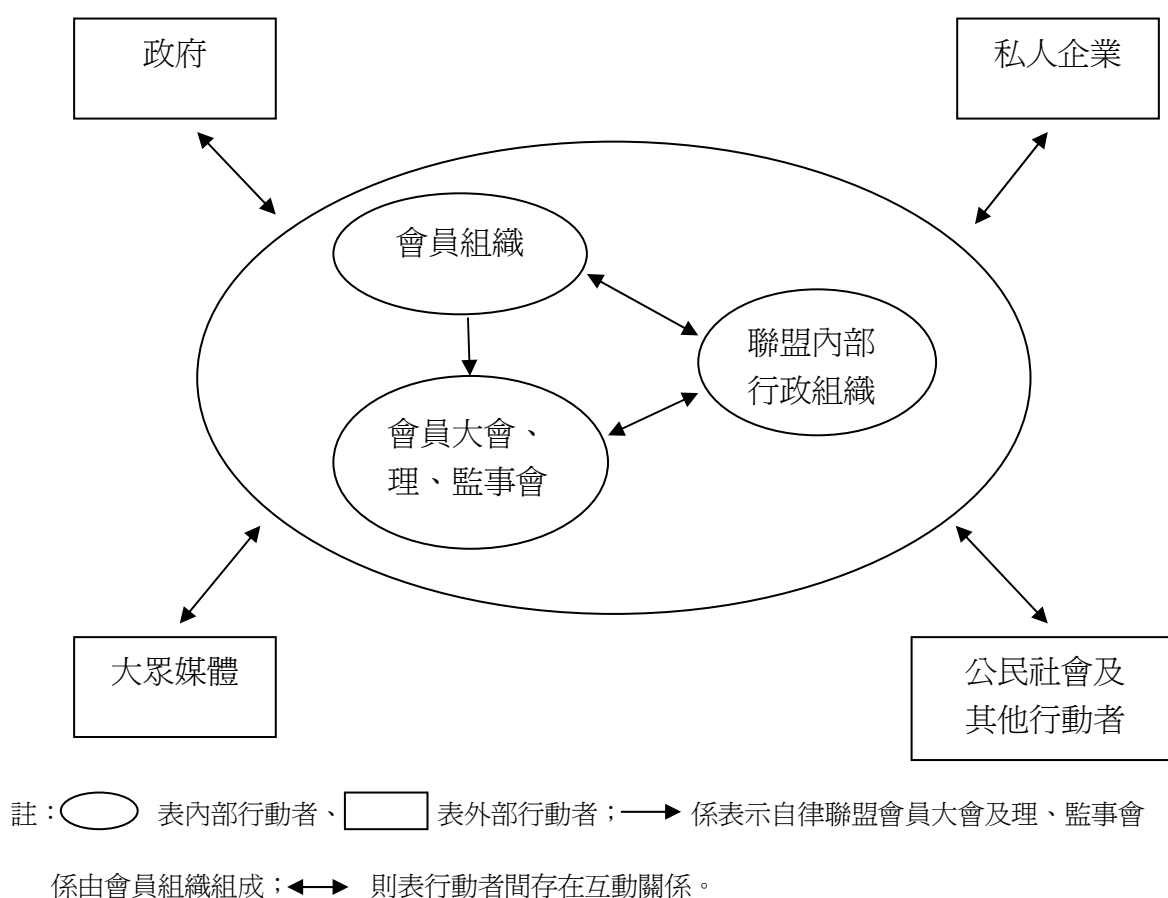 政府
私人企業
會員組織
聯盟內部
行政組織
會員大會、
理、監事會
大眾媒體
公民社會及
其他行動者
註： 表內部行動者、 表外部行動者； 係表示自律聯盟會員大會及理、監事會
係由會員組織組成； 則表行動者間存在互動關係。